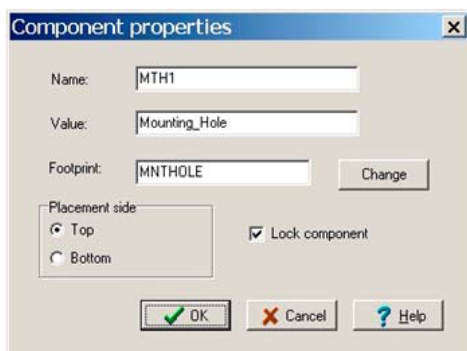 Component properties
Name: MTH1
Value: Mounting_Hole
Footprint: MNTHOLE Change
Placement side
Top Lock component
Bottom
OK Cancel Help